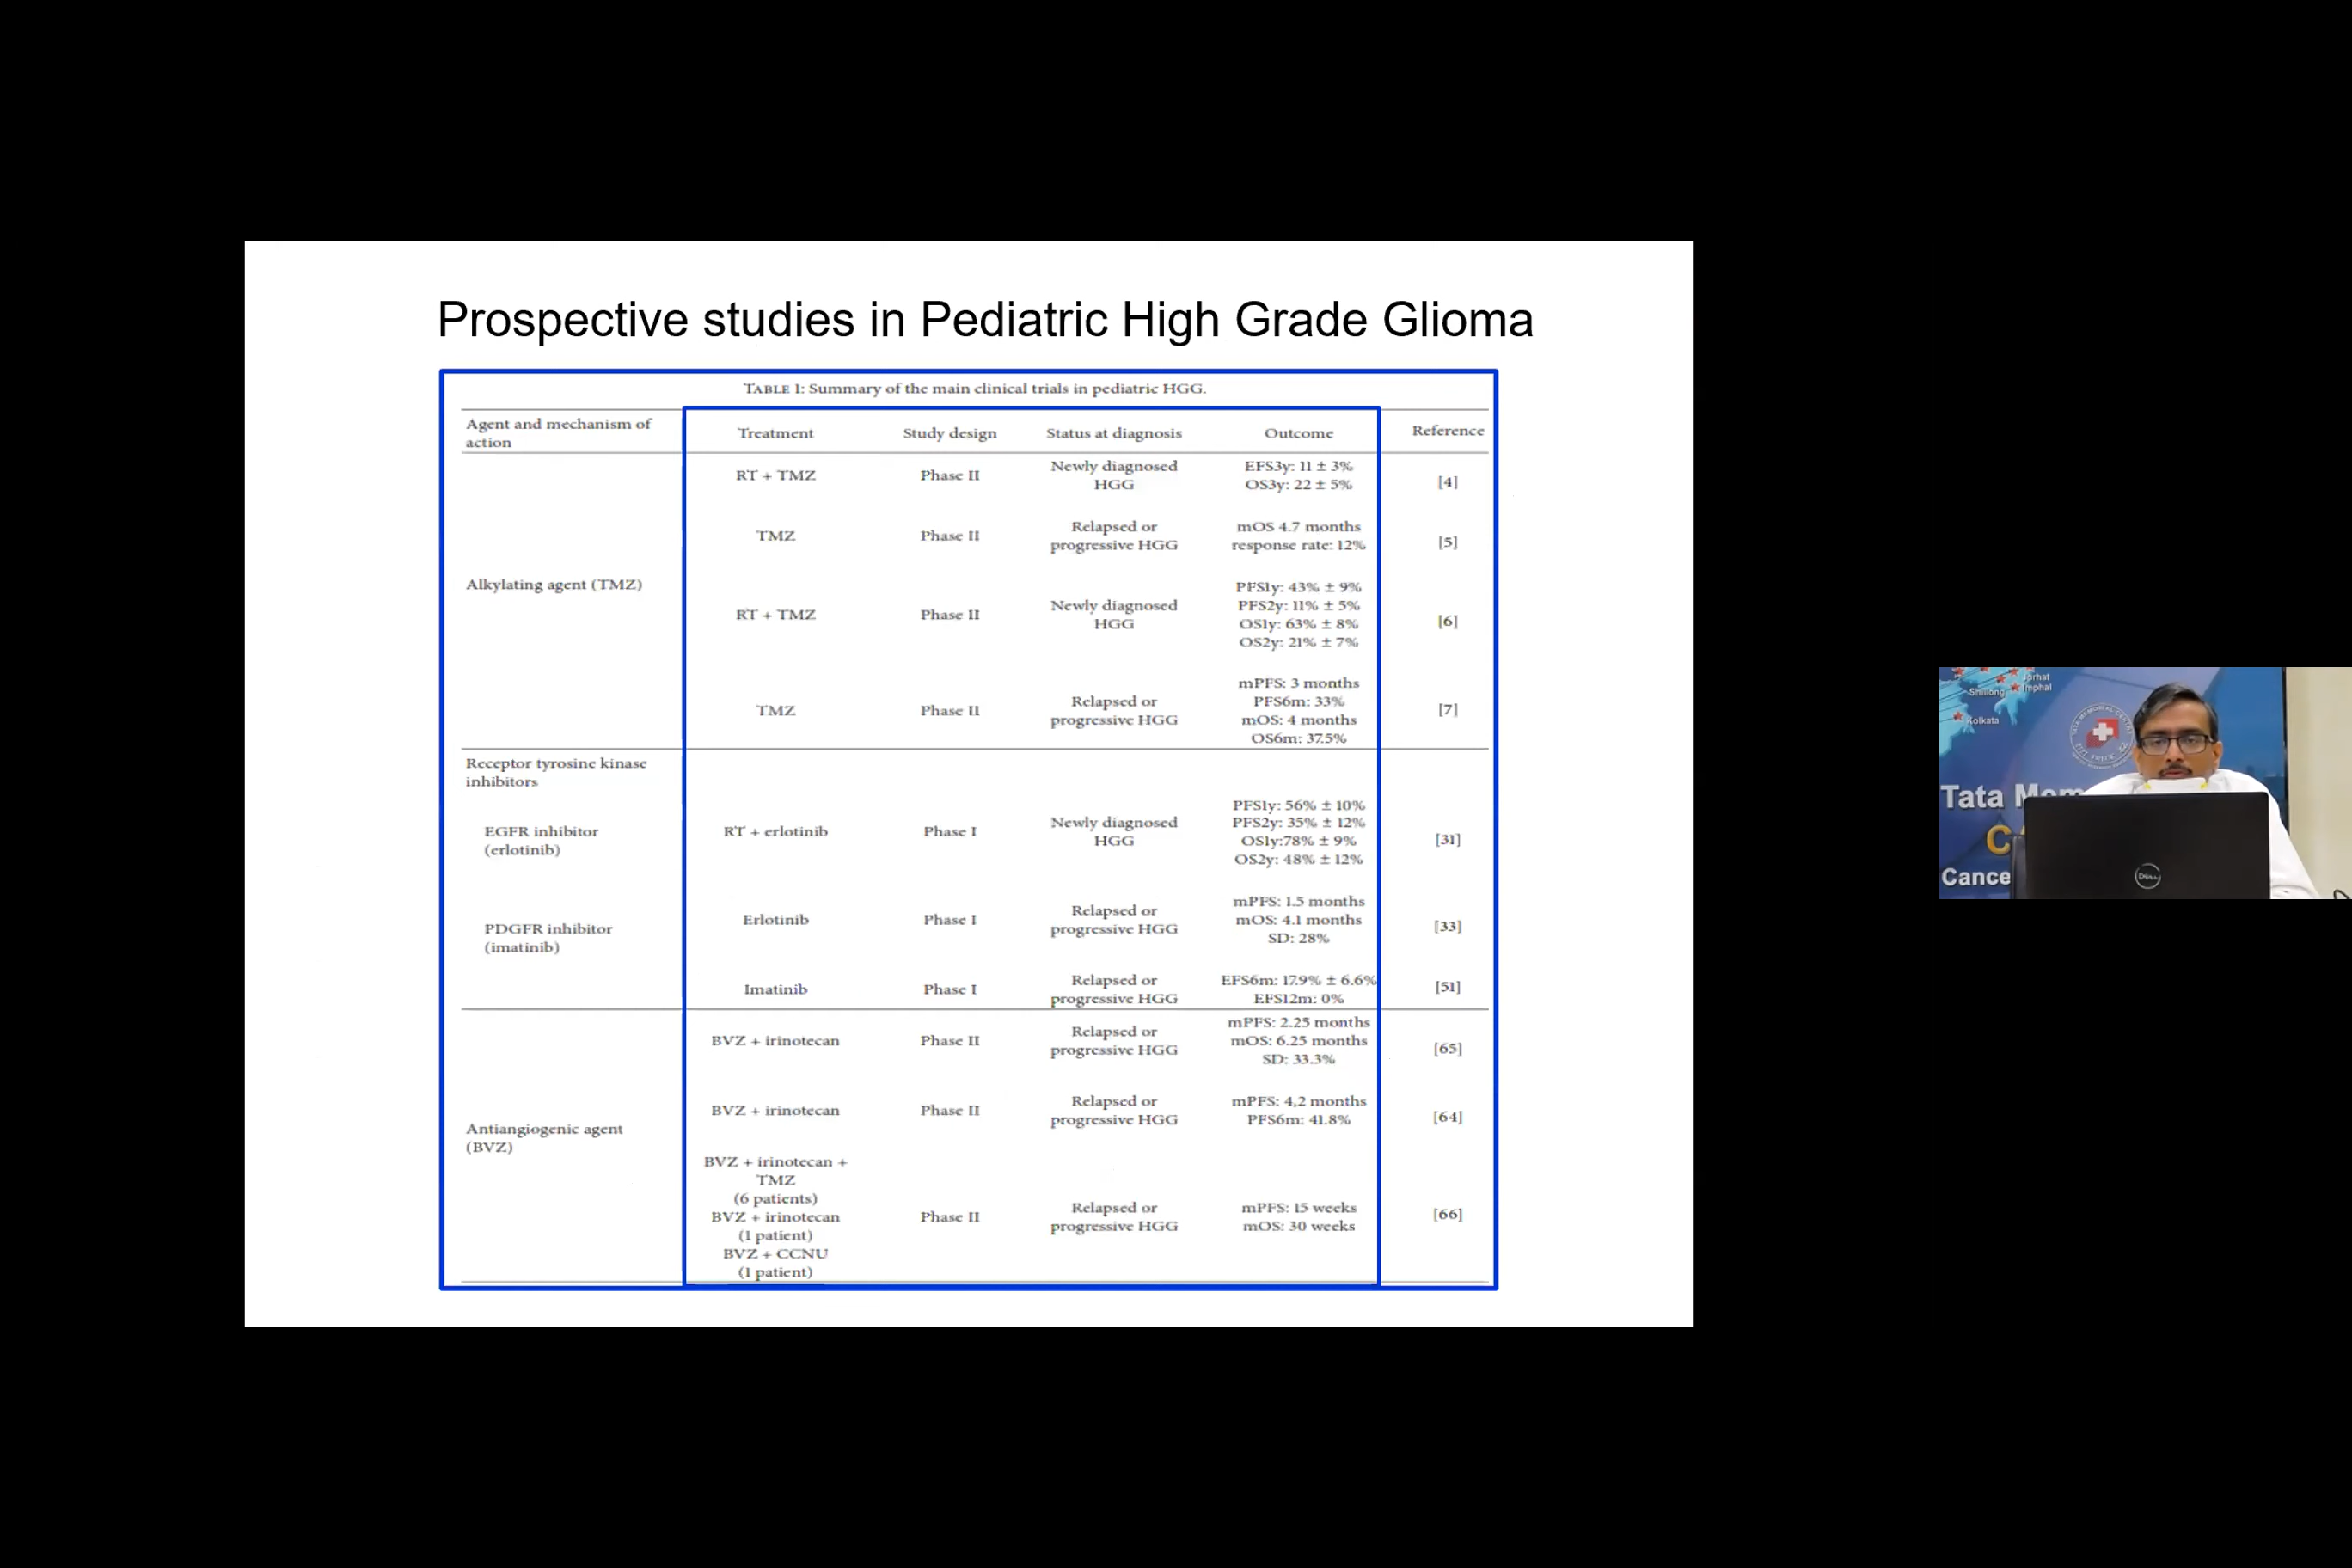 Prospective studies in Pediatric High Grade Glioma
TABLE 1: Summary of the main clinical trials in pediatric HGG.
Agent and mechanism of action Treatment Study design Status at diagnosis Outcome Reference
Alkylating agent (TMZ)
RT + TMZ Phase II Newly diagnosed HGG EFS3y: 11 ± 3% OS3y: 22 ± 5% [4]
TMZ Phase II Relapsed or progressive HGG mOS 4.7 months response rate: 12% [5]
RT + TMZ Phase II Newly diagnosed HGG PFS1y: 43% ± 9% PFS2y: 11% ± 5% OS1y: 63% ± 8% OS2y: 21% ± 7% [6]
TMZ Phase II Relapsed or progressive HGG mPFS: 3 months PFS6m: 33% mOS: 4 months OS6m: 37.5% [7]
Receptor tyrosine kinase inhibitors
EGFR inhibitor (erlotinib) RT + erlotinib Phase I Newly diagnosed HGG PFS1y: 56% ± 10% PFS2y: 35% ± 12% OS1y:78% ± 9% OS2y: 48% ± 12% [31]
PDGFR inhibitor (imatinib) Erlotinib Phase I Relapsed or progressive HGG mPFS: 1.5 months mOS: 4.1 months SD: 28% [33]
Imatinib Phase I Relapsed or progressive HGG EFS6m: 17.9% ± 6.6% EFS12m: 0% [51]
Antiangiogenic agent (BVZ)
BVZ + irinotecan Phase II Relapsed or progressive HGG mPFS: 2.25 months mOS: 6.25 months SD: 33.3% [65]
BVZ + irinotecan Phase II Relapsed or progressive HGG mPFS: 4,2 months PFS6m: 41.8% [64]
BVZ + irinotecan + TMZ (6 patients) BVZ + irinotecan (1 patient) BVZ + CCNU (1 patient) Phase II Relapsed or progressive HGG mPFS: 15 weeks mOS: 30 weeks [66]
Jorhat
Shillong Imphal
Kolkata
Tata Mem
Cance
DELL